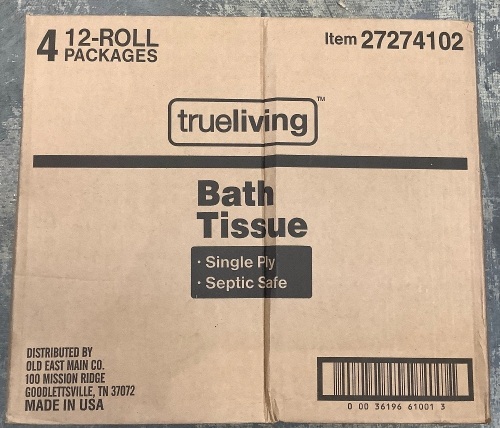 4 12-ROLL
PACKAGES
Item 27274102
trueliving™
Bath
Tissue
· Single Ply
· Septic Safe
DISTRIBUTED BY
OLD EAST MAIN CO.
100 MISSION RIDGE
GOODLETTSVILLE, TN 37072
MADE IN USA
0 00 36196 61001 3